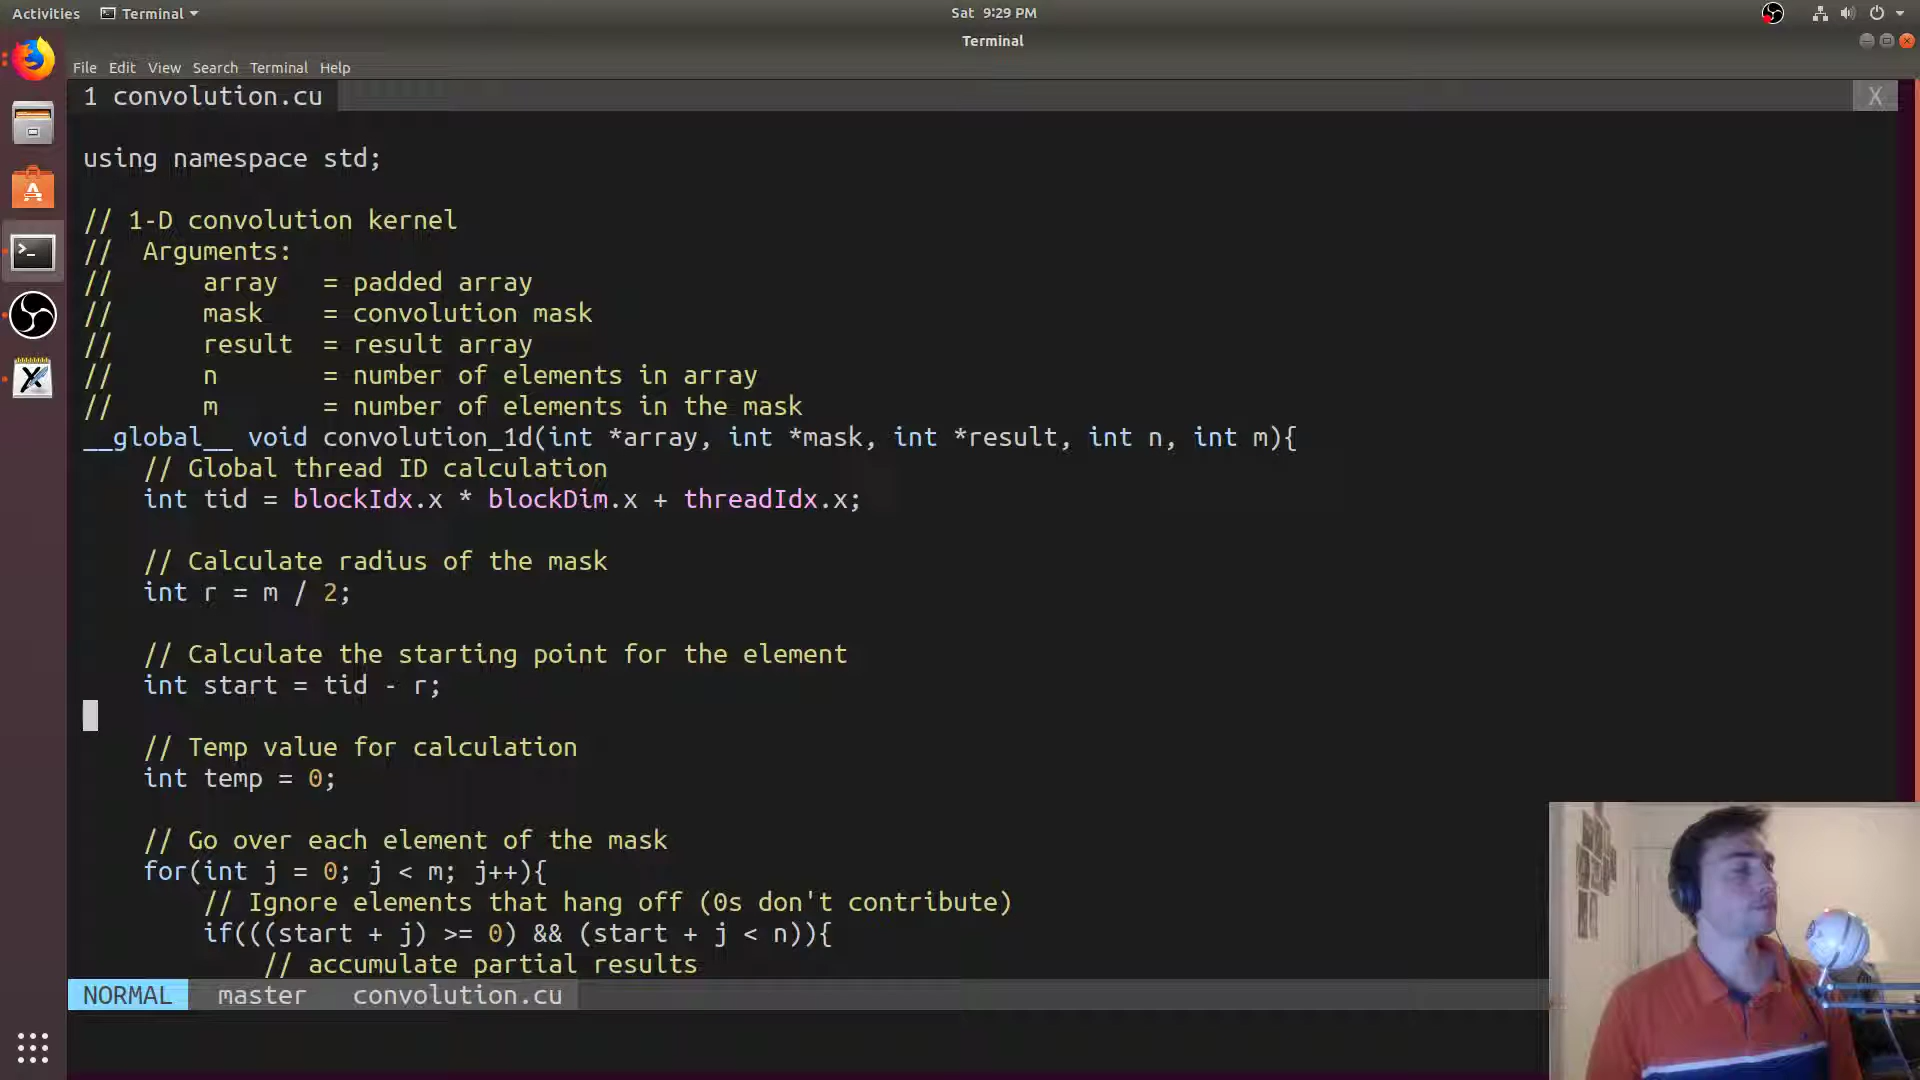 Activities Terminal Sat 9:29 PM
Terminal
File Edit View Search Terminal Help
1 convolution.cu X
using namespace std;
// 1-D convolution kernel
//  Arguments:
//      array   = padded array
//      mask    = convolution mask
//      result  = result array
//      n       = number of elements in array
//      m       = number of elements in the mask
__global__ void convolution_1d(int *array, int *mask, int *result, int n, int m){
    // Global thread ID calculation
    int tid = blockIdx.x * blockDim.x + threadIdx.x;
    // Calculate radius of the mask
    int r = m / 2;
    // Calculate the starting point for the element
    int start = tid - r;
    // Temp value for calculation
    int temp = 0;
    // Go over each element of the mask
    for(int j = 0; j < m; j++){
        // Ignore elements that hang off (0s don't contribute)
        if(((start + j) >= 0) && (start + j < n)){
            // accumulate partial results
NORMAL master convolution.cu